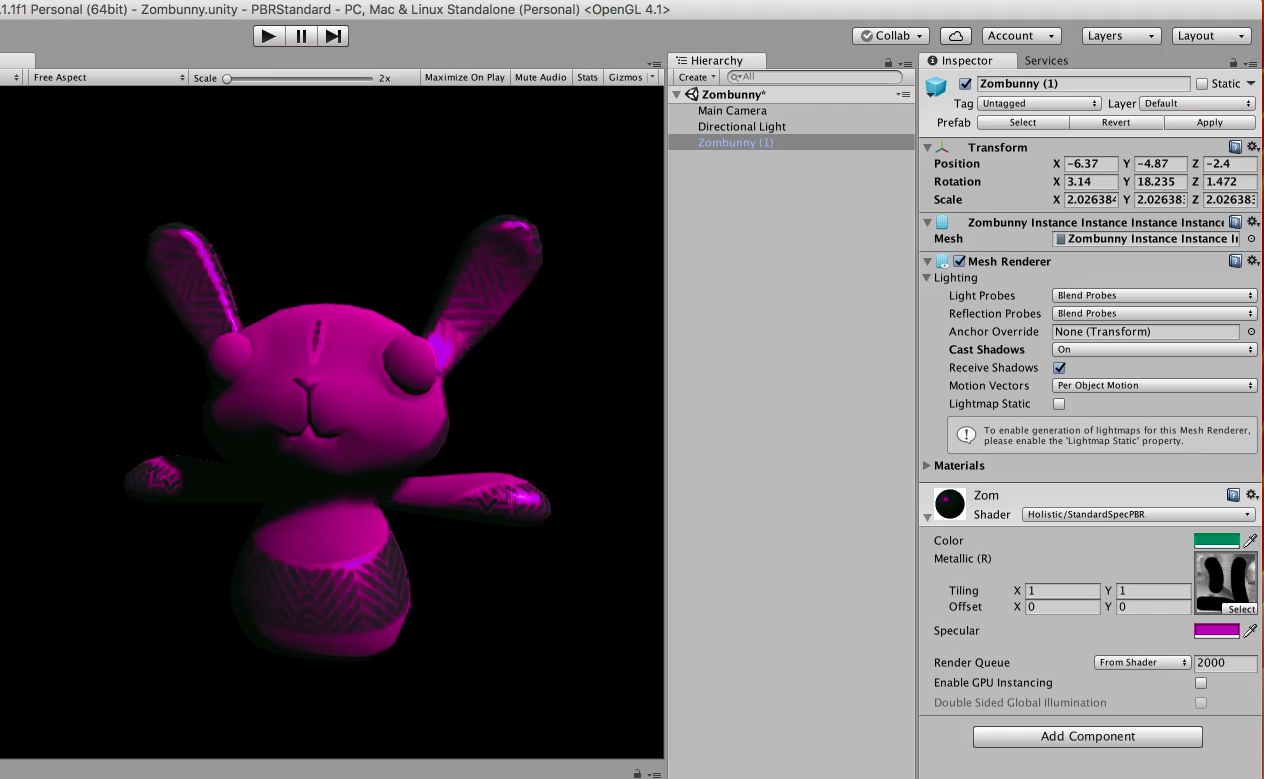 .1.1f1 Personal (64bit) - Zombunny.unity - PBRStandard - PC, Mac & Linux Standalone (Personal) <OpenGL 4.1>
Collab Account Layers Layout
Free Aspect Scale 2x Maximize On Play Mute Audio Stats Gizmos
Hierarchy
Create All
Zombunny*
Main Camera
Directional Light
Zombunny (1)
Inspector Services
Zombunny (1) Static
Tag Untagged Layer Default
Prefab Select Revert Apply
Transform
Position X -6.37 Y -4.87 Z -2.4
Rotation X 3.14 Y 18.235 Z 1.472
Scale X 2.026384 Y 2.02638 Z 2.02638
Zombunny Instance Instance Instance Instance
Mesh Zombunny Instance Instance I
Mesh Renderer
Lighting
Light Probes Blend Probes
Reflection Probes Blend Probes
Anchor Override None (Transform)
Cast Shadows On
Receive Shadows
Motion Vectors Per Object Motion
Lightmap Static
To enable generation of lightmaps for this Mesh Renderer,
please enable the 'Lightmap Static' property.
Materials
Zom
Shader Holistic/StandardSpecPBR
Color
Metallic (R)
Tiling X 1 Y 1
Offset X 0 Y 0
Select
Specular
Render Queue From Shader 2000
Enable GPU Instancing
Double Sided Global Illumination
Add Component